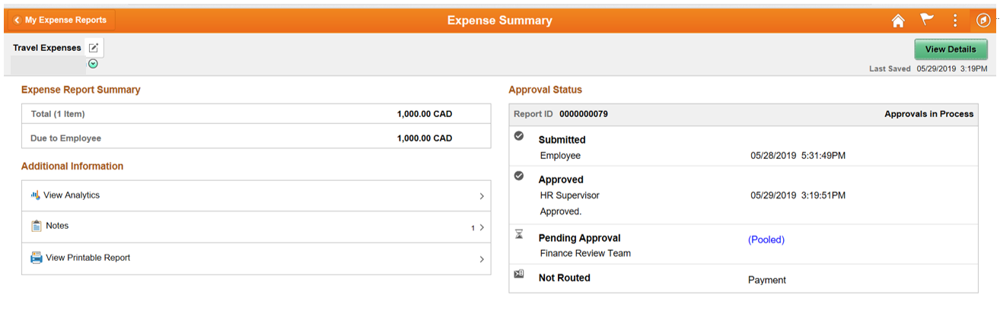 My Expense Reports
Expense Summary
Travel Expenses
View Details
Last Saved 05/29/2019 3:19PM
Expense Report Summary
Total (1 Item) 1,000.00 CAD
Due to Employee 1,000.00 CAD
Additional Information
View Analytics
Notes 1
View Printable Report
Approval Status
Report ID 0000000079 Approvals in Process
Submitted
Employee 05/28/2019 5:31:49PM
Approved
HR Supervisor 05/29/2019 3:19:51PM
Approved.
Pending Approval (Pooled)
Finance Review Team
Not Routed Payment